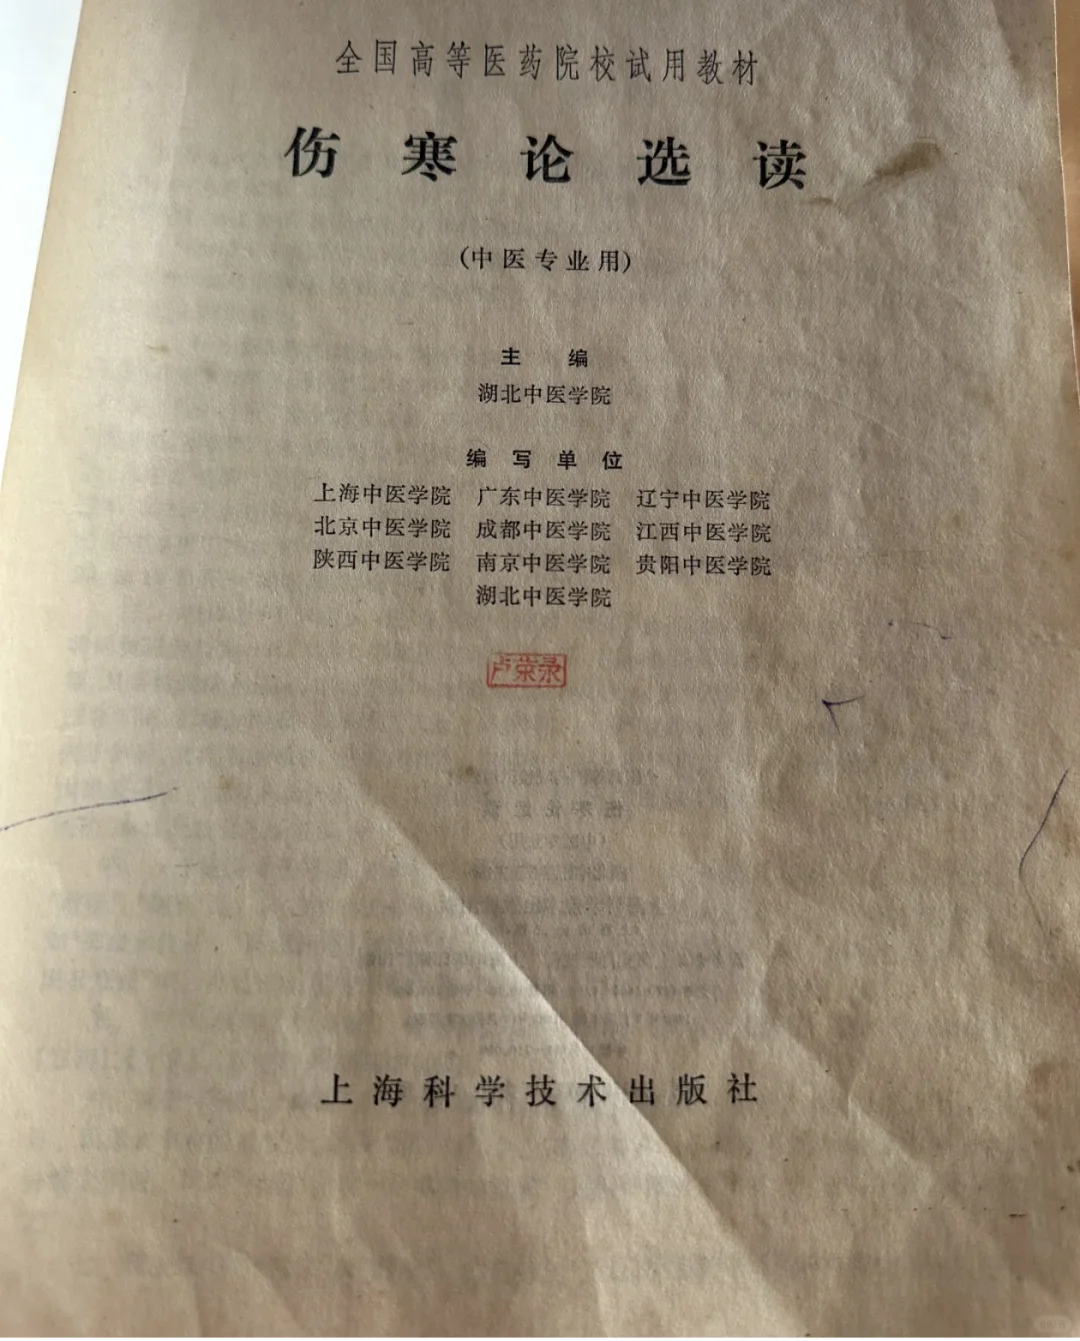 全国高等医药院校试用教材
伤寒论选读
(中医专业用)
主编
湖北中医学院
编写单位
上海中医学院 广东中医学院 辽宁中医学院
北京中医学院 成都中医学院 江西中医学院
陕西中医学院 南京中医学院 贵阳中医学院
湖北中医学院
卢荣录
上海科学技术出版社